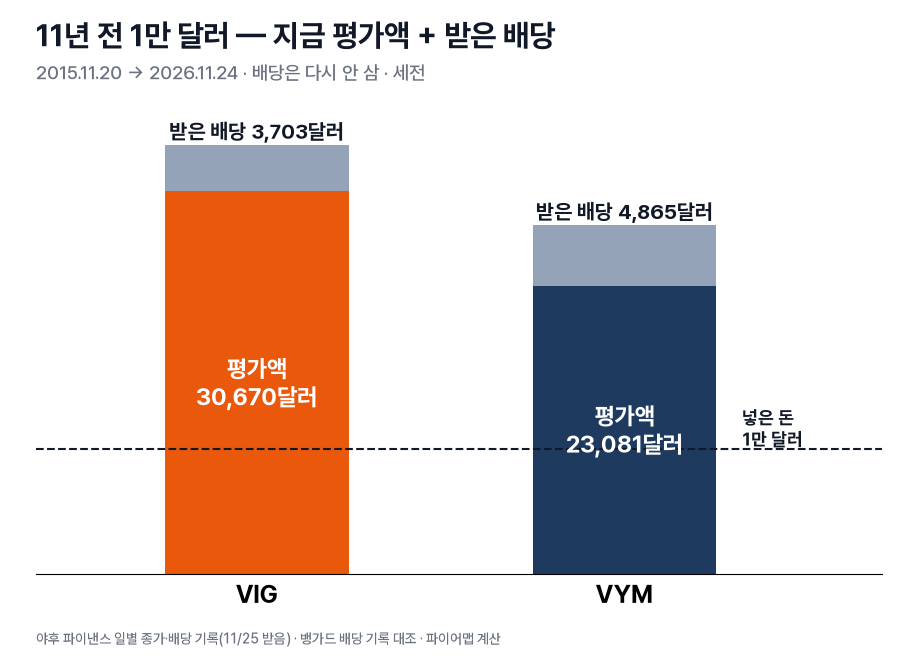 11년 전 1만 달러 — 지금 평가액 + 받은 배당
2015.11.20 → 2026.11.24 · 배당은 다시 안 삼 · 세전
받은 배당 3,703달러
받은 배당 4,865달러
평가액
30,670달러
평가액
23,081달러
넣은 돈
1만 달러
VIG
VYM
야후 파이낸스 일별 종가·배당 기록(11/25 받음) · 뱅가드 배당 기록 대조 · 파이어맵 계산